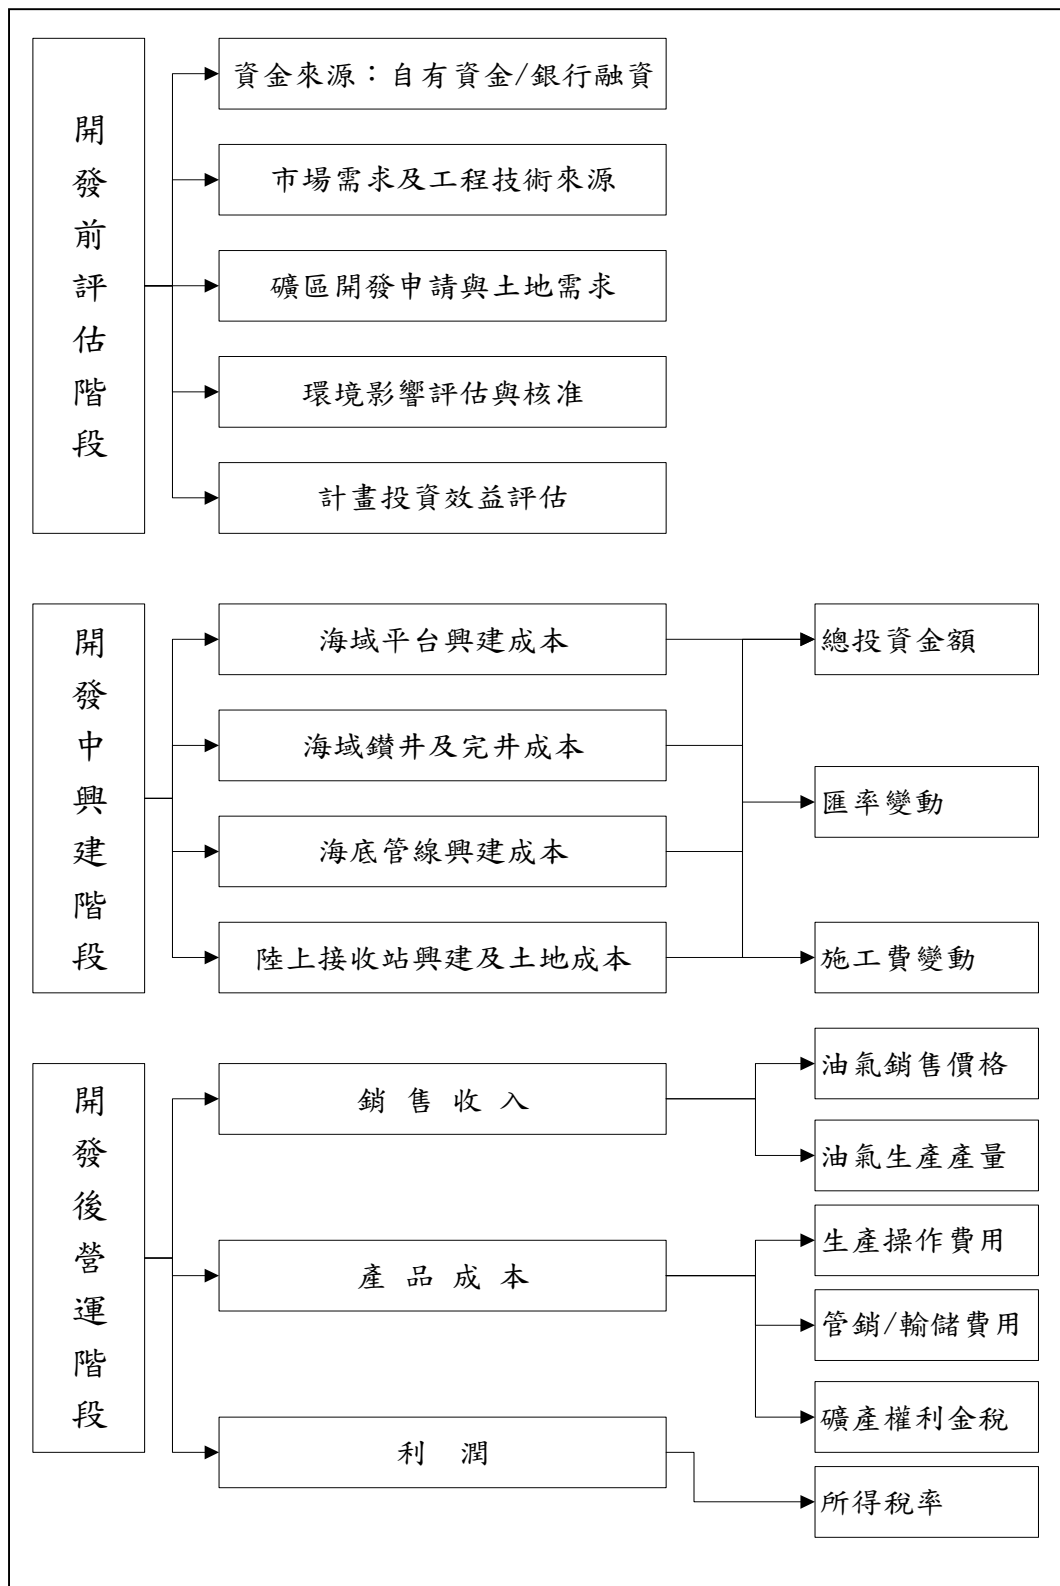 開發前評估階段
資金來源：自有資金/銀行融資
市場需求及工程技術來源
礦區開發申請與土地需求
環境影響評估與核准
計畫投資效益評估
開發中興建階段
海域平台興建成本
海域鑽井及完井成本
海底管線興建成本
陸上接收站興建及土地成本
總投資金額
匯率變動
施工費變動
開發後營運階段
銷售收入
油氣銷售價格
油氣生產產量
產品成本
生產操作費用
管銷/輸儲費用
礦產權利金稅
利潤
所得稅率